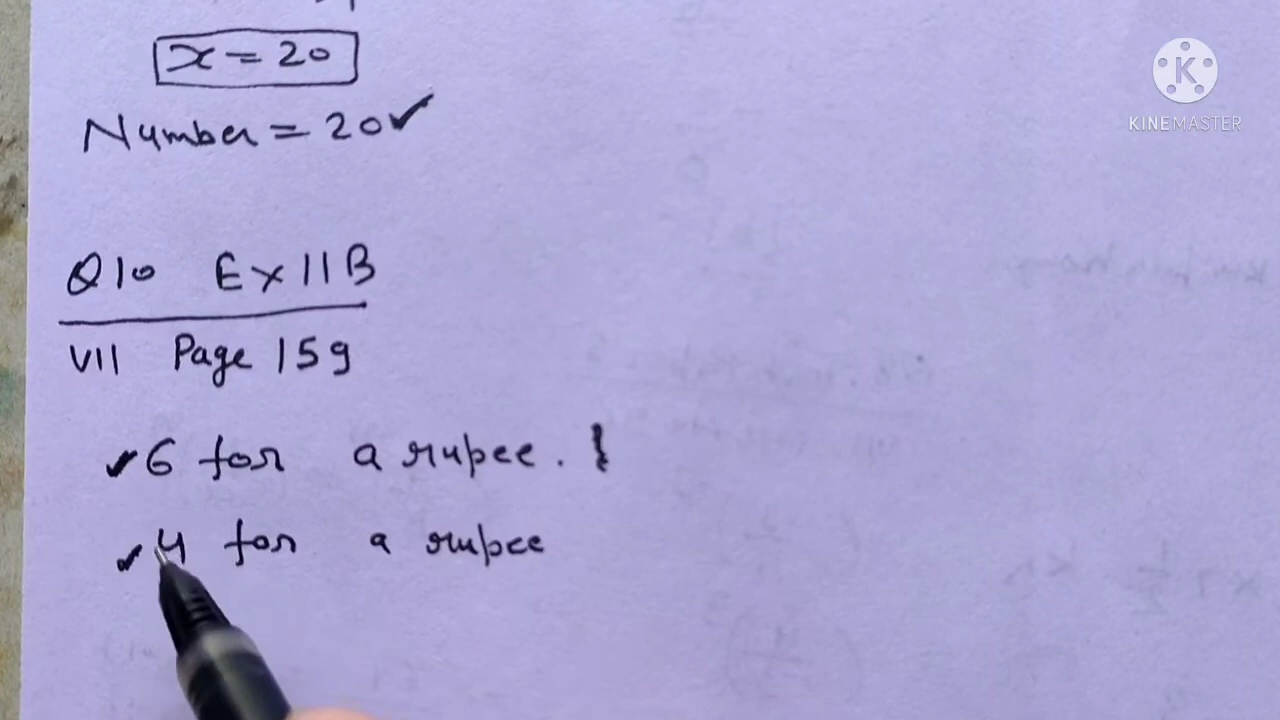 x = 20
Number = 20
Q10 Ex 11B
VII Page 159
6 for a rupee.
4 for a rupee
K
KINEMASTER